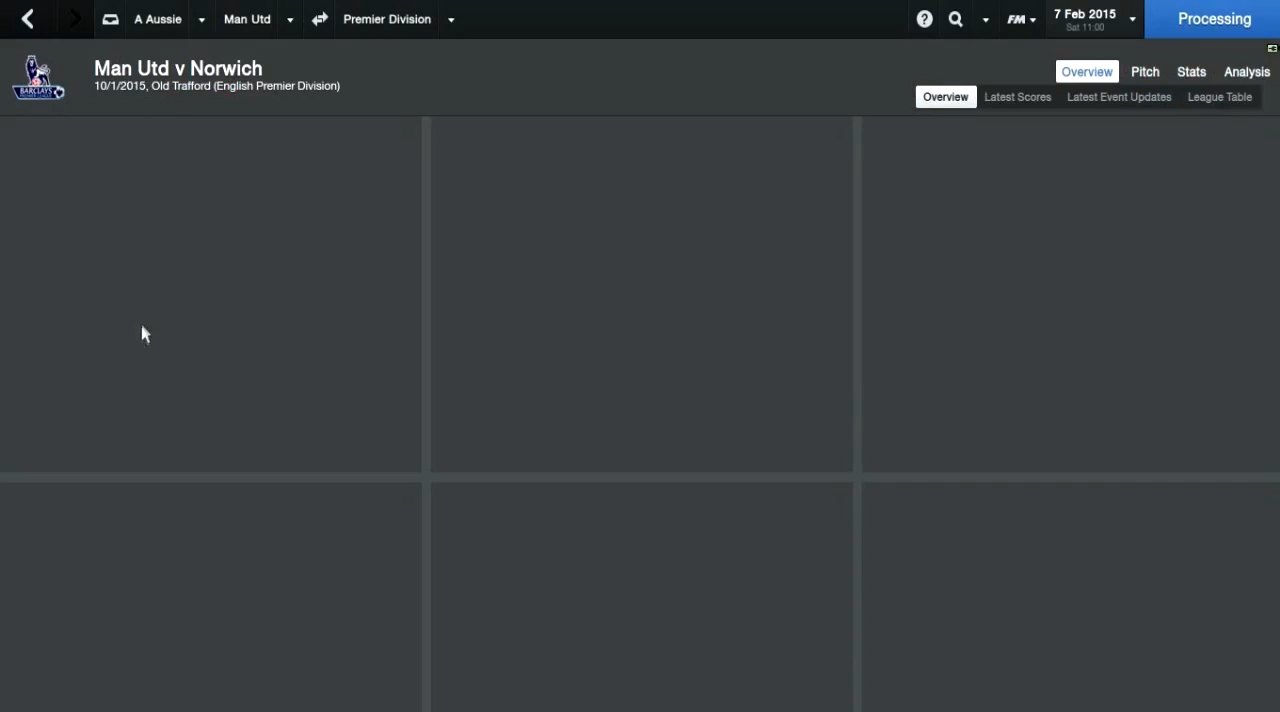 A Aussie Man Utd Premier Division FM 7 Feb 2015 Processing
Sat 11:00
Man Utd v Norwich
10/1/2015, Old Trafford (English Premier Division)
BARCLAYS
Overview Pitch Stats Analysis
Overview Latest Scores Latest Event Updates League Table